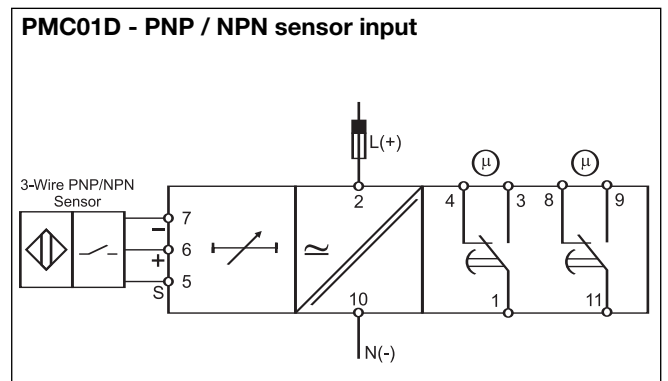 PMC01D - PNP / NPN sensor input
L(+)
μ
μ
3-Wire PNP/NPN
Sensor
2
4
3
8
9
7
−
6
+
5
S
≃
10
1
11
N(-)